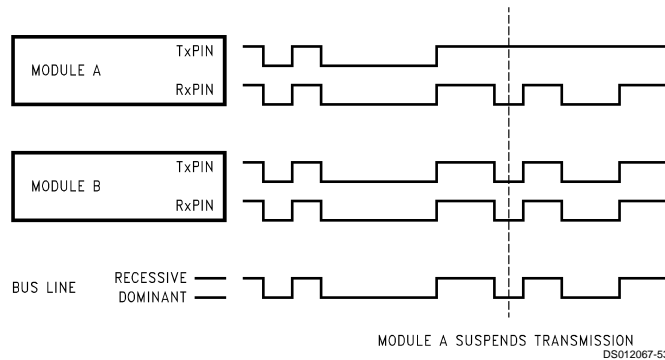 TxPIN
MODULE A
RxPIN
TxPIN
MODULE B
RxPIN
BUS LINE
RECESSIVE
DOMINANT
MODULE A SUSPENDS TRANSMISSION